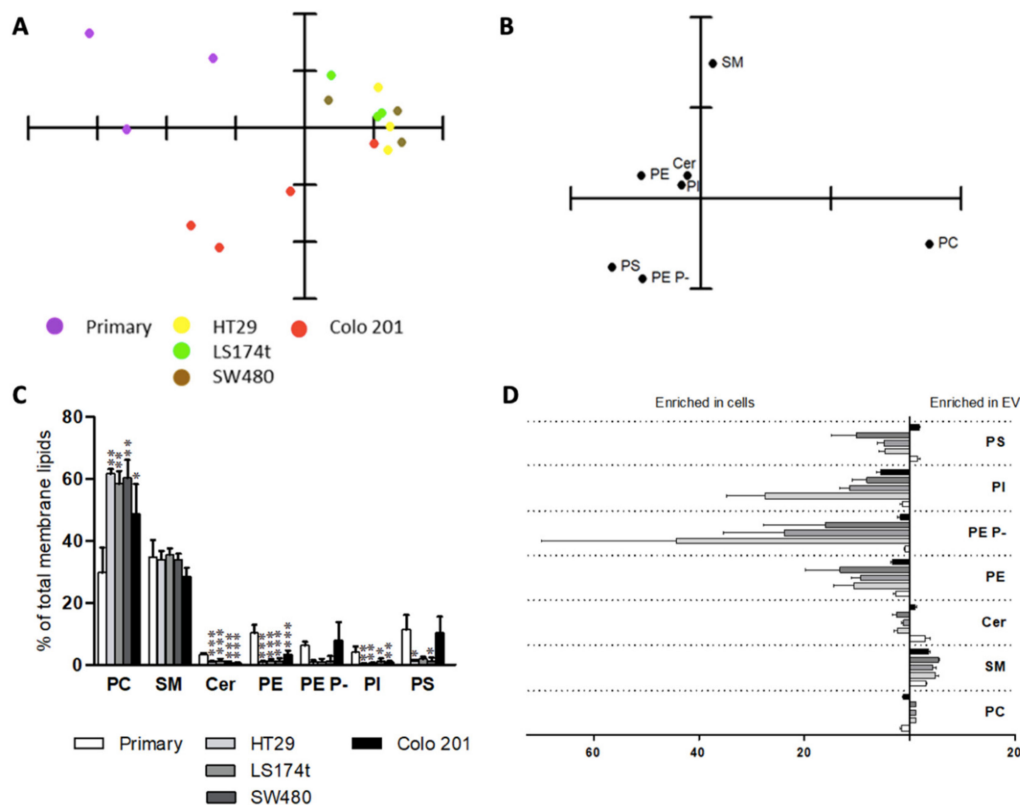 A
Primary
HT29
LS174t
SW480
Colo 201
B
SM
Cer
PE
PI
PC
PS
PE P-
C
% of total membrane lipids
80
60
40
20
0
** ** ** *
*** *** *** ***
*** *** *** ***
** ** * **
* *
PC SM Cer PE PE P- PI PS
Primary
HT29
LS174t
SW480
Colo 201
D
Enriched in cells Enriched in EV
PS
PI
PE P-
PE
Cer
SM
PC
60 40 20 20